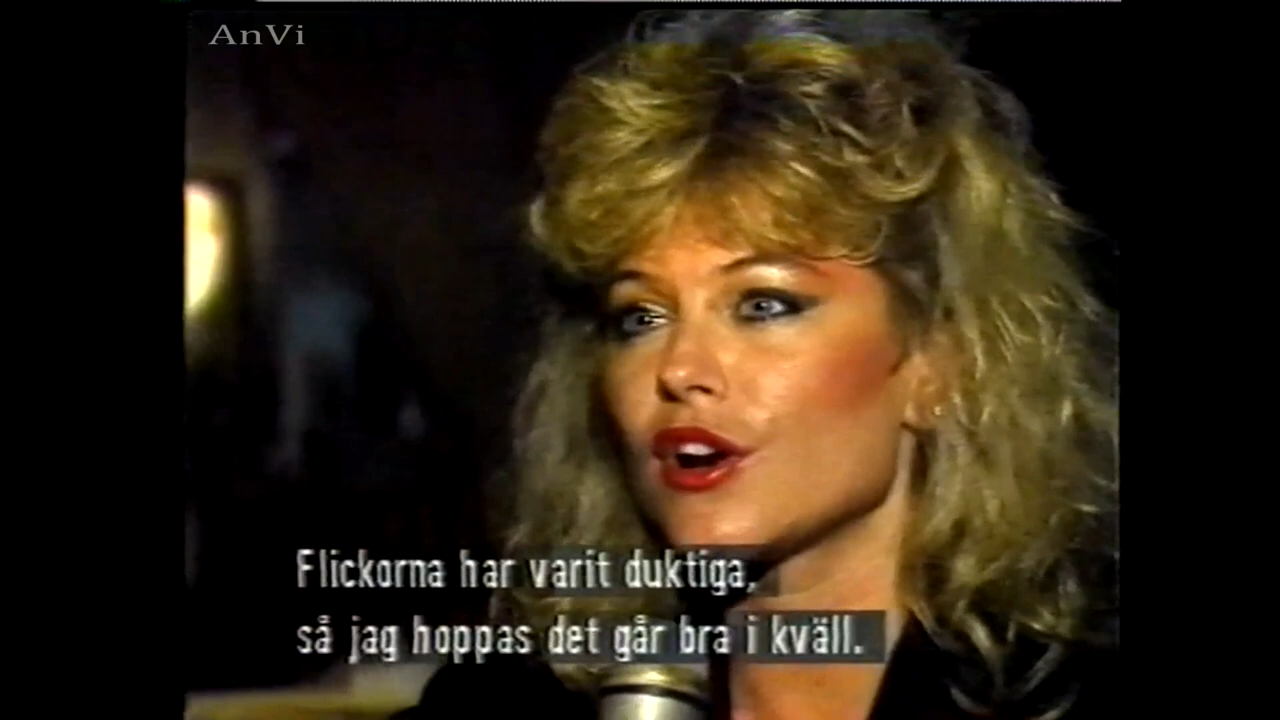 AnVi
Flickorna har varit duktiga,
så jag hoppas det går bra i kväll.